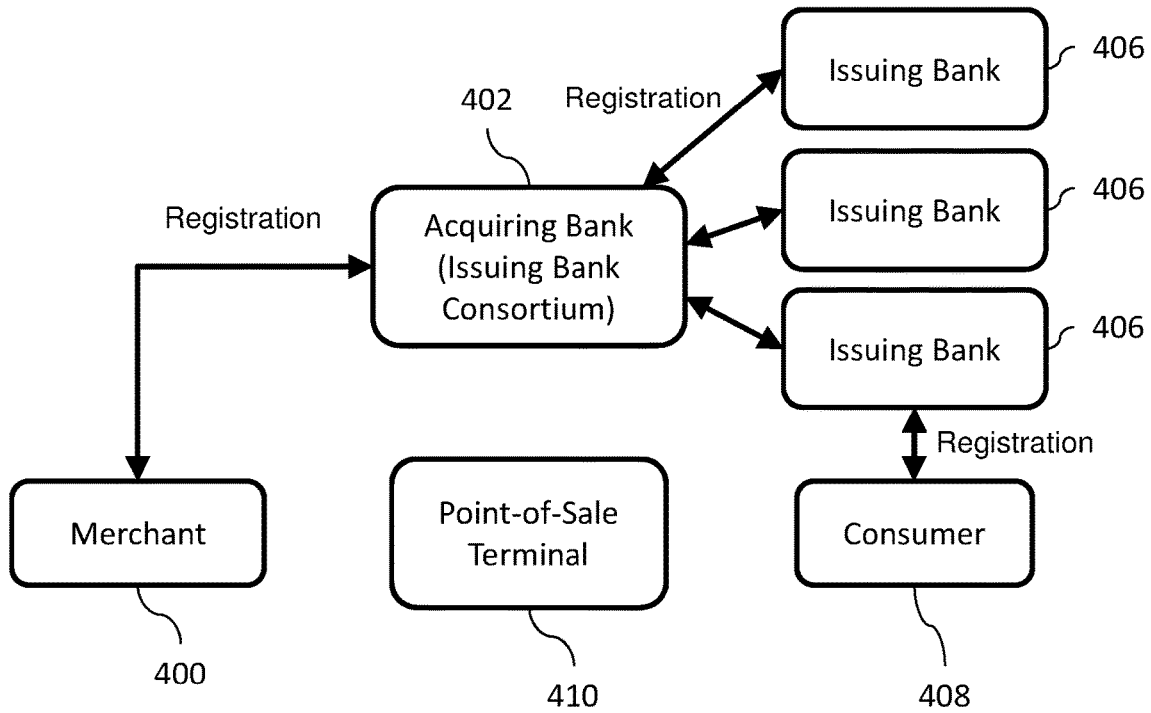 Issuing Bank
406
Registration
402
Issuing Bank
406
Registration
Acquiring Bank
(Issuing Bank
Consortium)
Issuing Bank
406
Registration
Merchant
Point-of-Sale
Terminal
Consumer
400
410
408